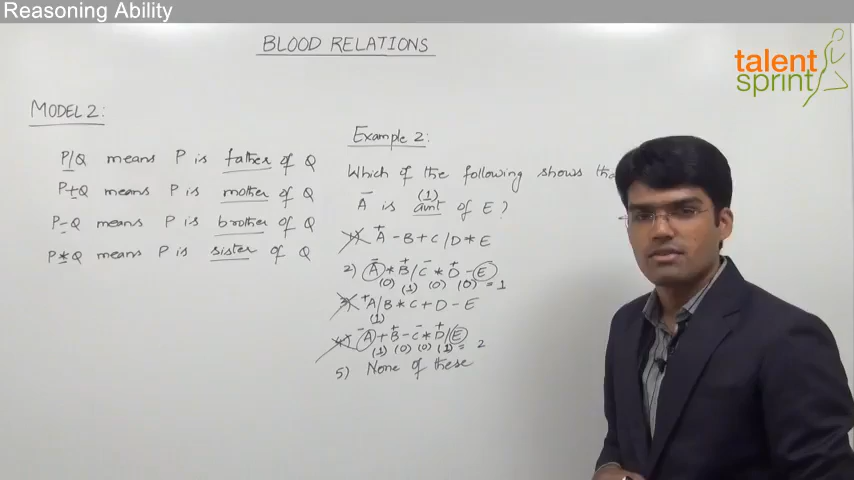 Reasoning Ability
BLOOD RELATIONS
talent
sprint
MODEL 2:
P/Q means P is father of Q
P+Q means P is mother of Q
P-Q means P is brother of Q
P*Q means P is sister of Q
Example 2:
Which of the following shows tha
(1)
A is aunt of E?
1) A - B + C / D * E
2) A * B / C * D - E
(0) (1) (0) (0) = 1
3) A / B * C + D - E
(1)
4) A + B - C * D / E
(1) (0) (0) (1) = 2
5) None of these